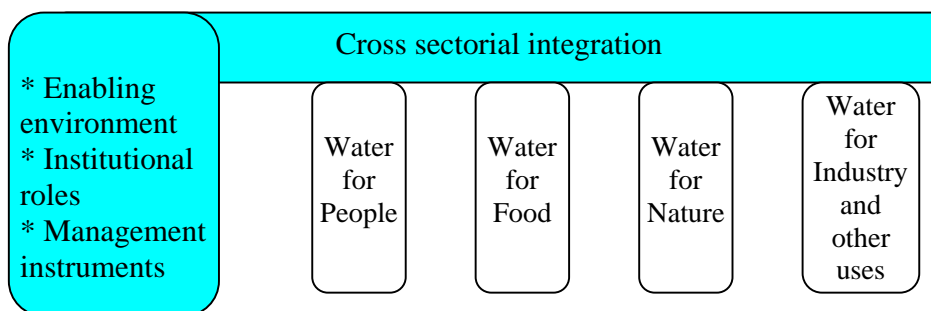 Cross sectorial integration
* Enabling
environment
* Institutional
roles
* Management
instruments
Water
for
People
Water
for
Food
Water
for
Nature
Water
for
Industry
and
other
uses